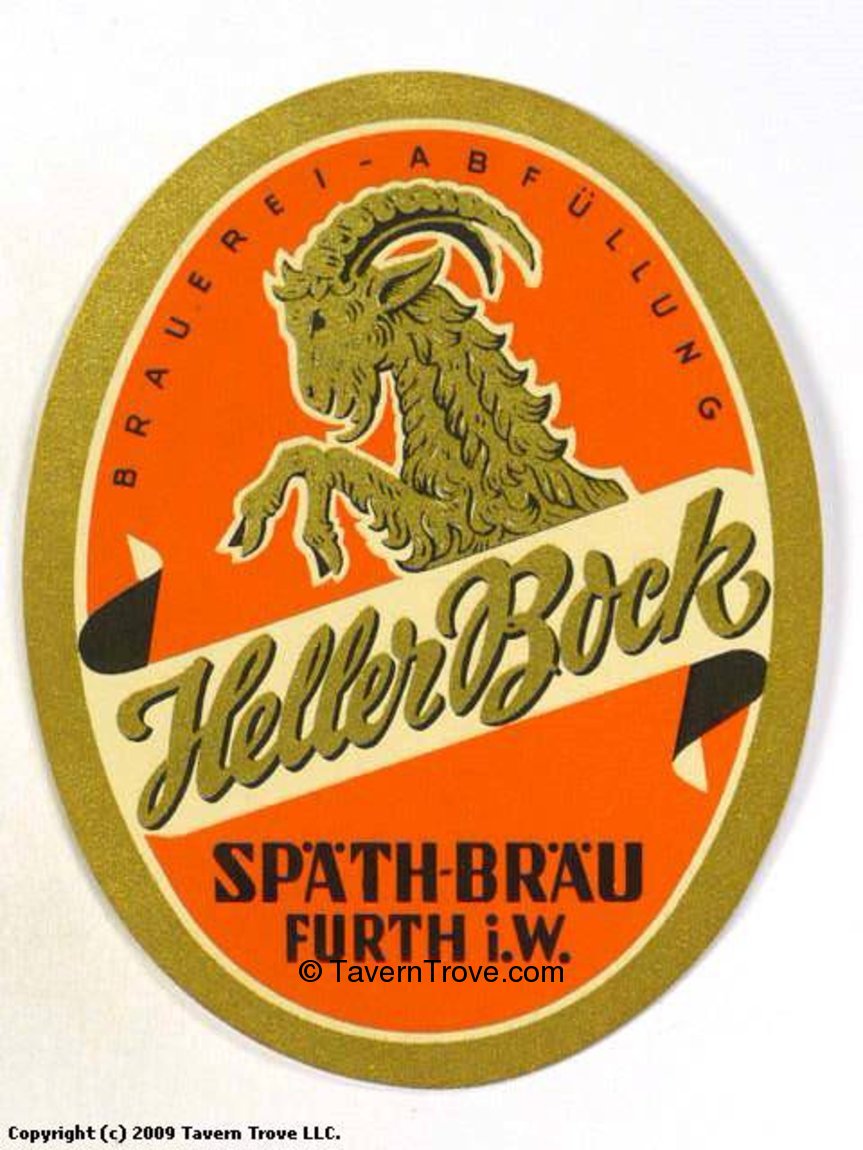 BRAUEREI-ABFÜLLUNG
Heller Bock
SPÄTH-BRÄU
FURTH i.W.
© TavernTrove.com
Copyright (c) 2009 Tavern Trove LLC.